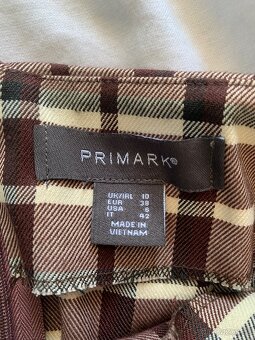 PRIMARK®
UK/IRL 10
EUR 38
USA 6
IT 42
MADE IN
VIETNAM